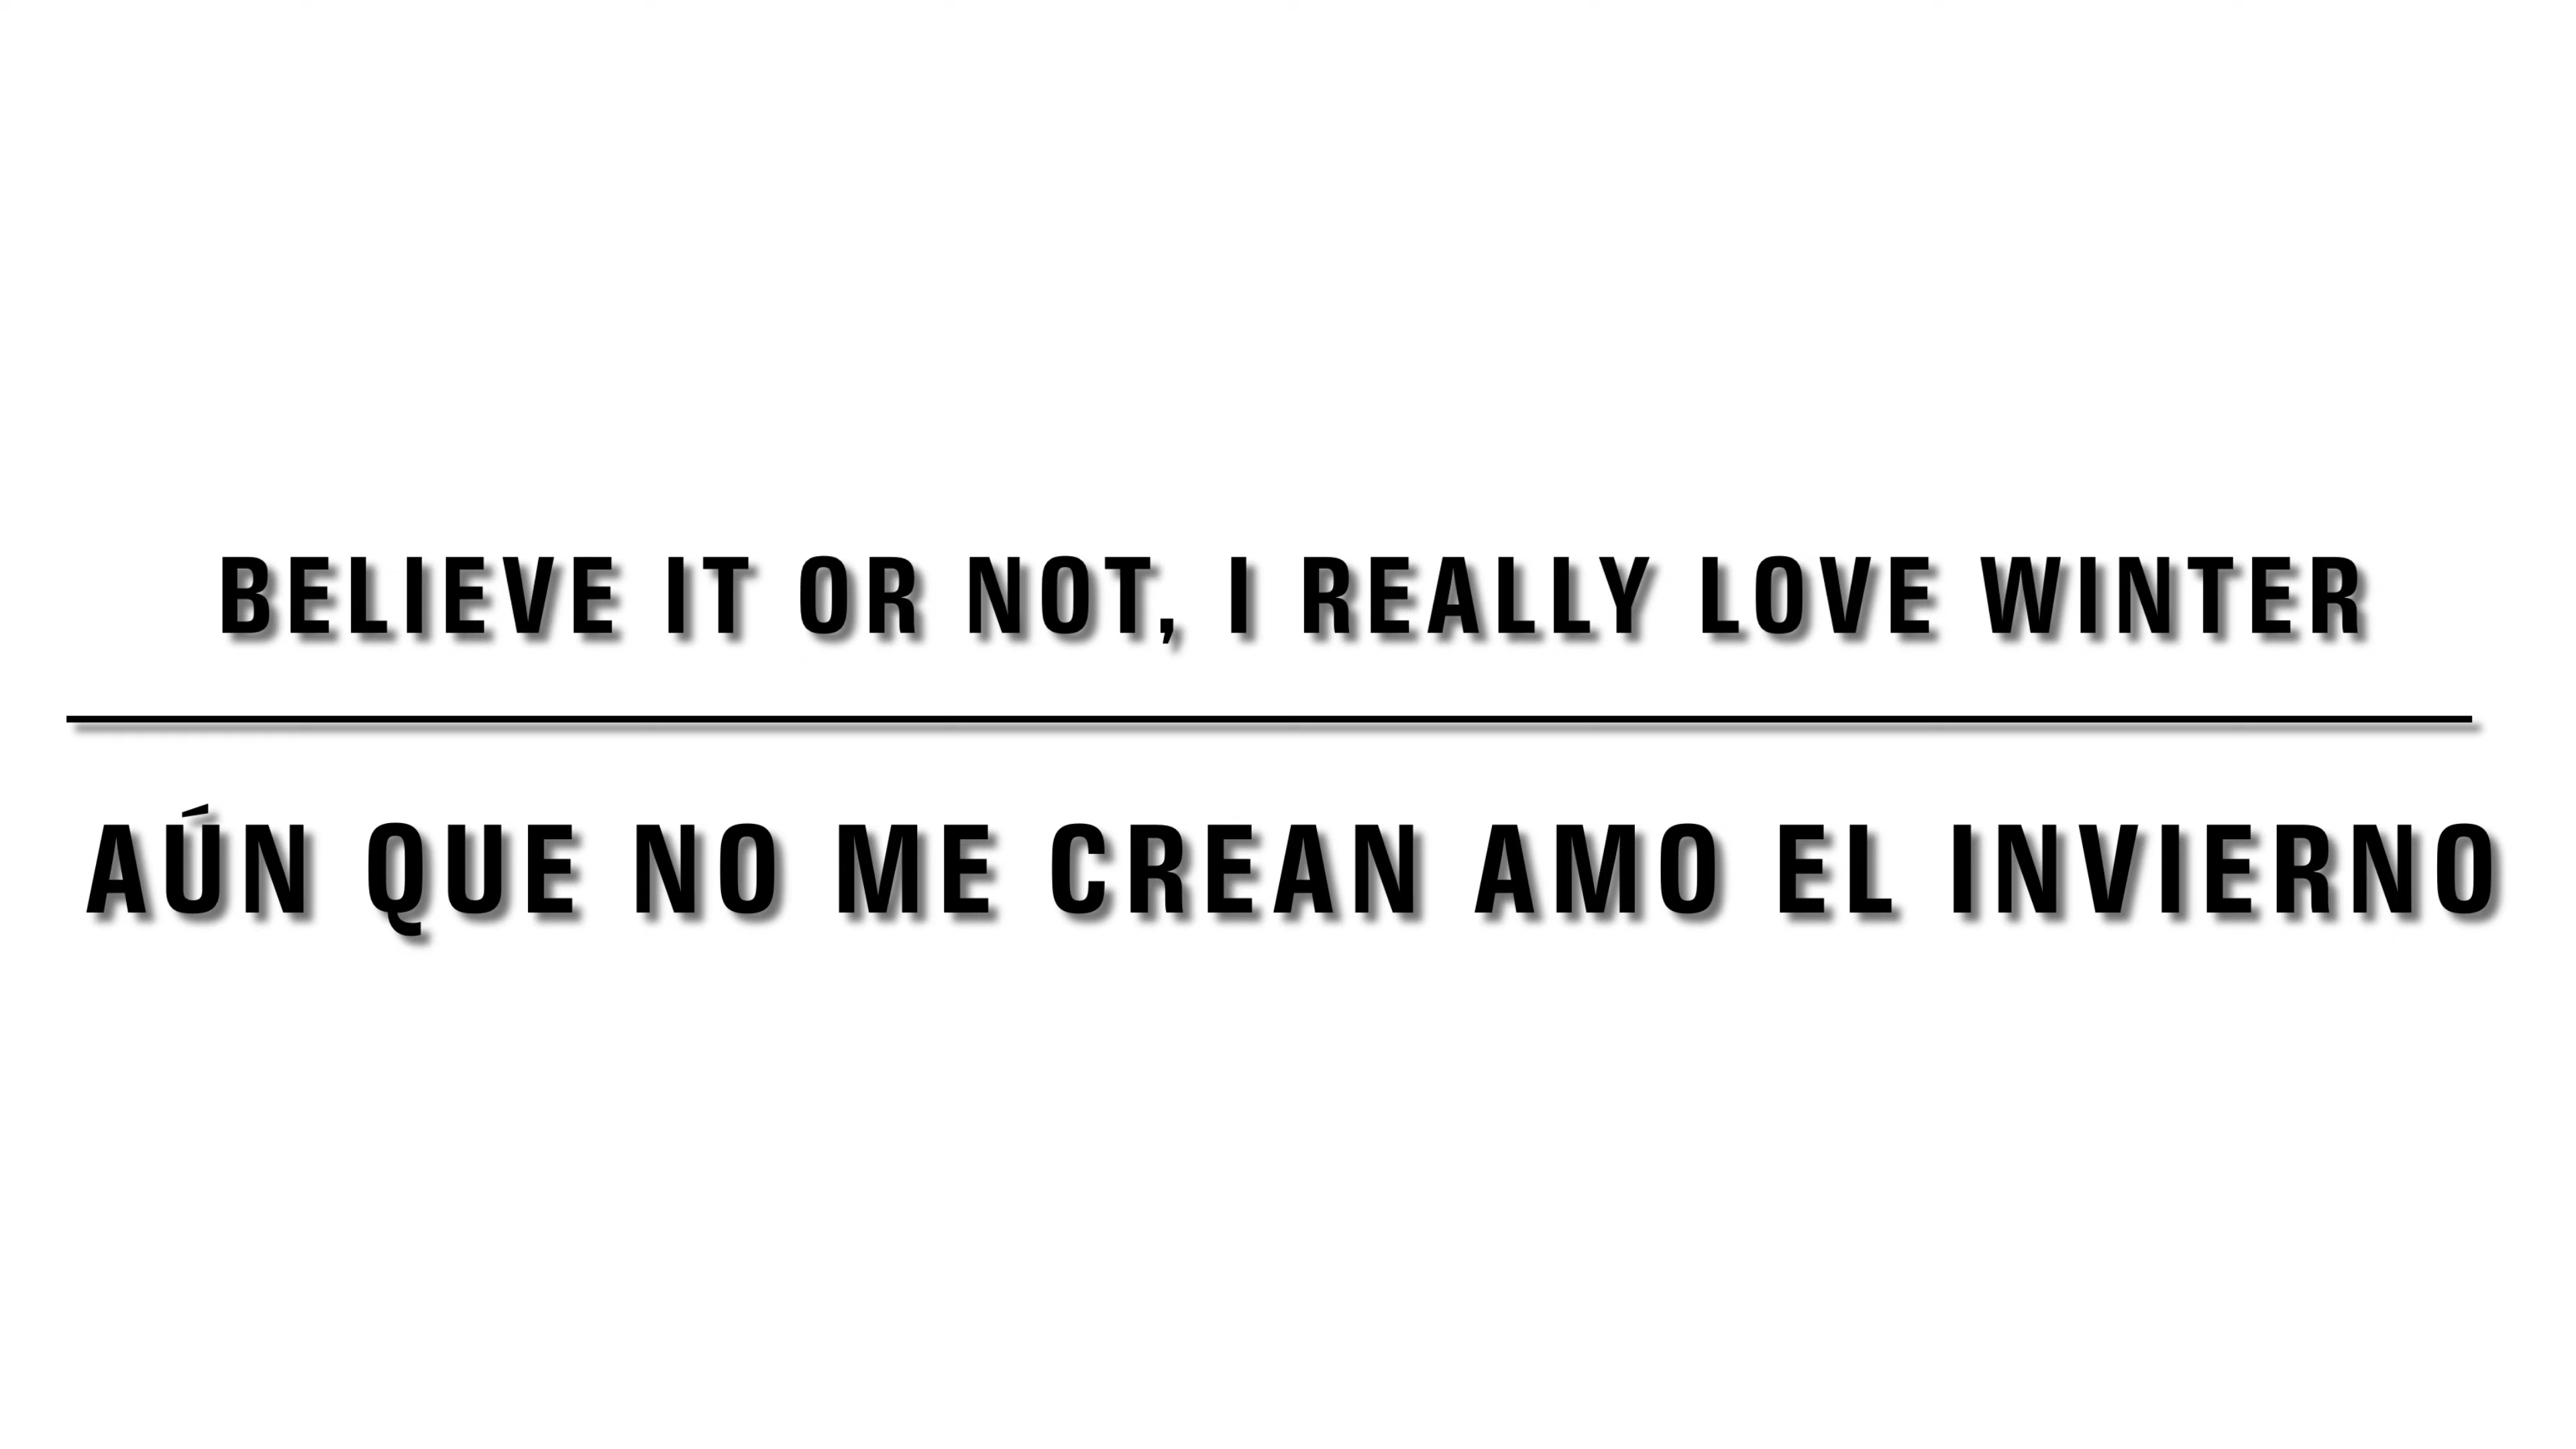 BELIEVE IT OR NOT, I REALLY LOVE WINTER
AÚN QUE NO ME CREAN AMO EL INVIERNO